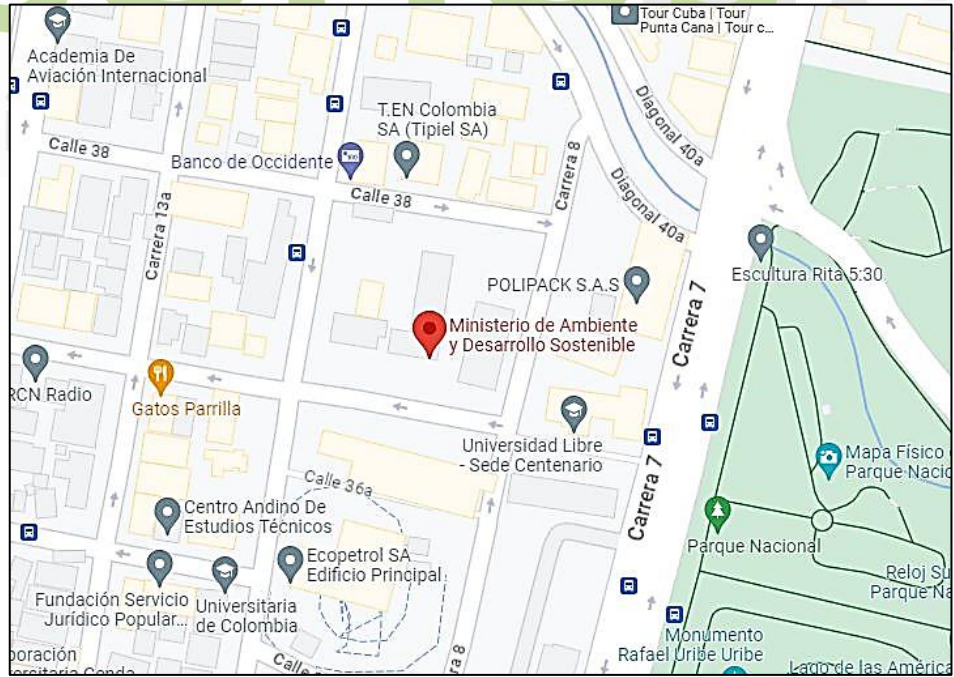 Tour Cuba | Tour
Punta Cana | Tour c...
Academia De
Aviación Internacional
T.EN Colombia
SA (Tipiel SA)
Diagonal 40a
Calle 38
Banco de Occidente
Calle 38
Carrera 8
Diagonal 40a
Carrera 13a
Escultura Rita 5:30
POLIPACK S.A.S
Carrera 7
Ministerio de Ambiente
y Desarrollo Sostenible
RCN Radio
Gatos Parrilla
Universidad Libre
- Sede Centenario
Mapa Físico
Parque Nacio
Calle 36a
Carrera 7
Centro Andino De
Estudios Técnicos
Parque Nacional
Ecopetrol SA
Edificio Principal
Reloj Su
Parque Na
Fundación Servicio
Jurídico Popular...
Universitaria
de Colombia
Monumento
Rafael Uribe Uribe
Calle
Lago de las América